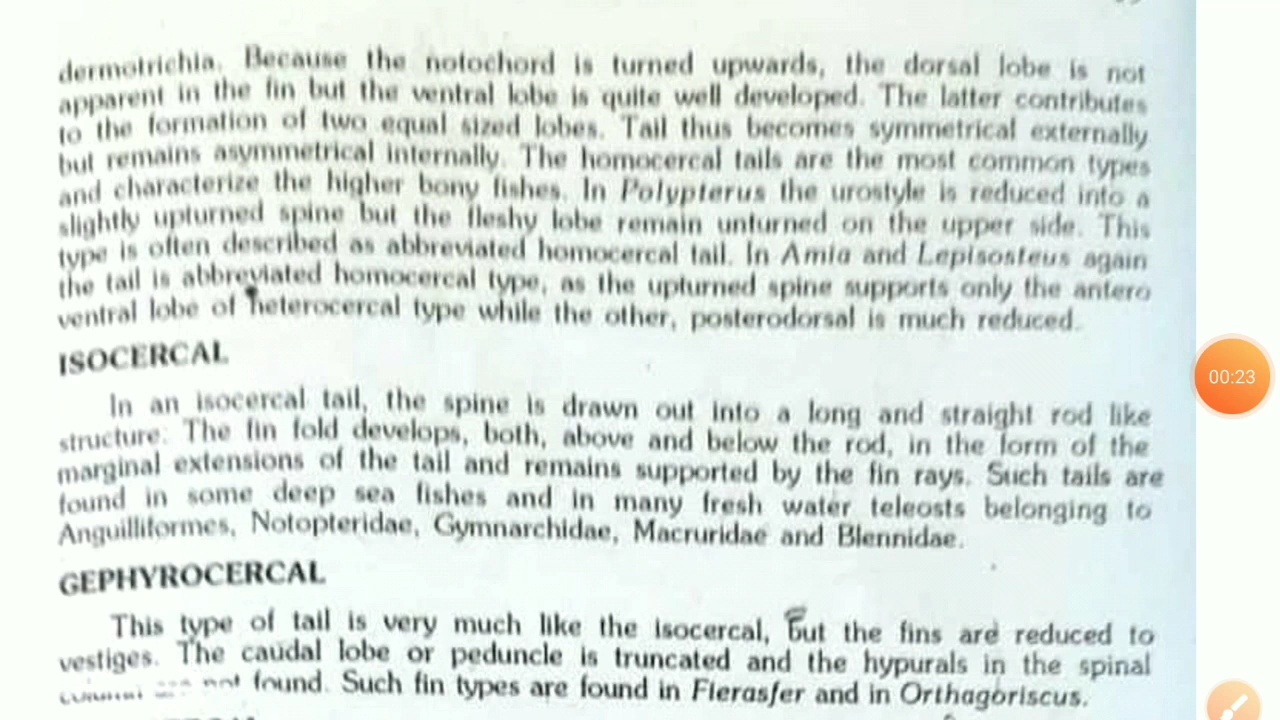 dermotrichia. Because the notochord is turned upwards, the dorsal lobe is not
apparent in the fin but the ventral lobe is quite well developed. The latter contributes
to the formation of two equal sized lobes. Tail thus becomes symmetrical externally
but remains asymmetrical internally. The homocercal tails are the most common types
and characterize the higher bony fishes. In Polypterus the urostyle is reduced into a
slightly upturned spine but the fleshy lobe remain unturned on the upper side. This
type is often described as abbreviated homocercal tail. In Amia and Lepisosteus again
the tail is abbreviated homocercal type, as the upturned spine supports only the antero
ventral lobe of heterocercal type while the other, posterodorsal is much reduced.
ISOCERCAL
In an isocercal tail, the spine is drawn out into a long and straight rod like
structure. The fin fold develops, both, above and below the rod, in the form of the
marginal extensions of the tail and remains supported by the fin rays. Such tails are
found in some deep sea fishes and in many fresh water teleosts belonging to
Anguilliformes, Notopteridae, Gymnarchidae, Macruridae and Blennidae.
GEPHYROCERCAL
This type of tail is very much like the isocercal, but the fins are reduced to
vestiges. The caudal lobe or peduncle is truncated and the hypurals in the spinal
not found. Such fin types are found in Fierasfer and in Orthagoriscus.
00:23